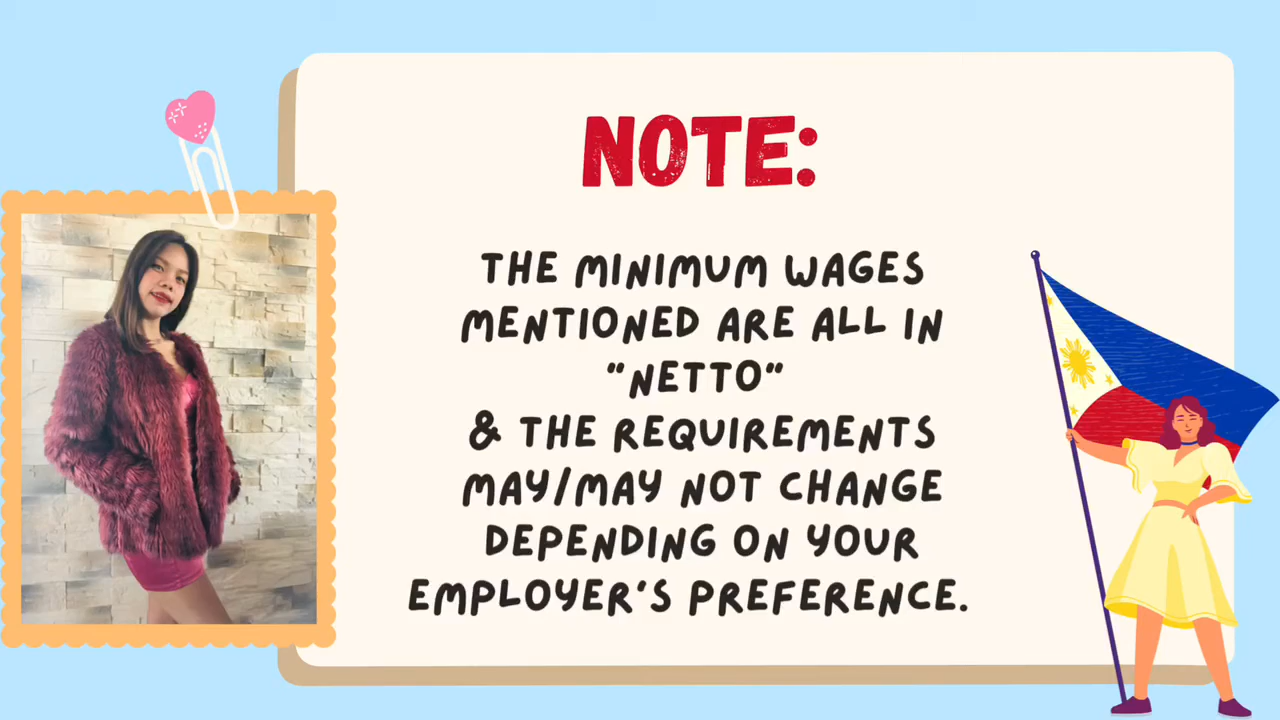 NOTE:
THE MINIMUM WAGES
MENTIONED ARE ALL IN
"NETTO"
& THE REQUIREMENTS
MAY/MAY NOT CHANGE
DEPENDING ON YOUR
EMPLOYER'S PREFERENCE.